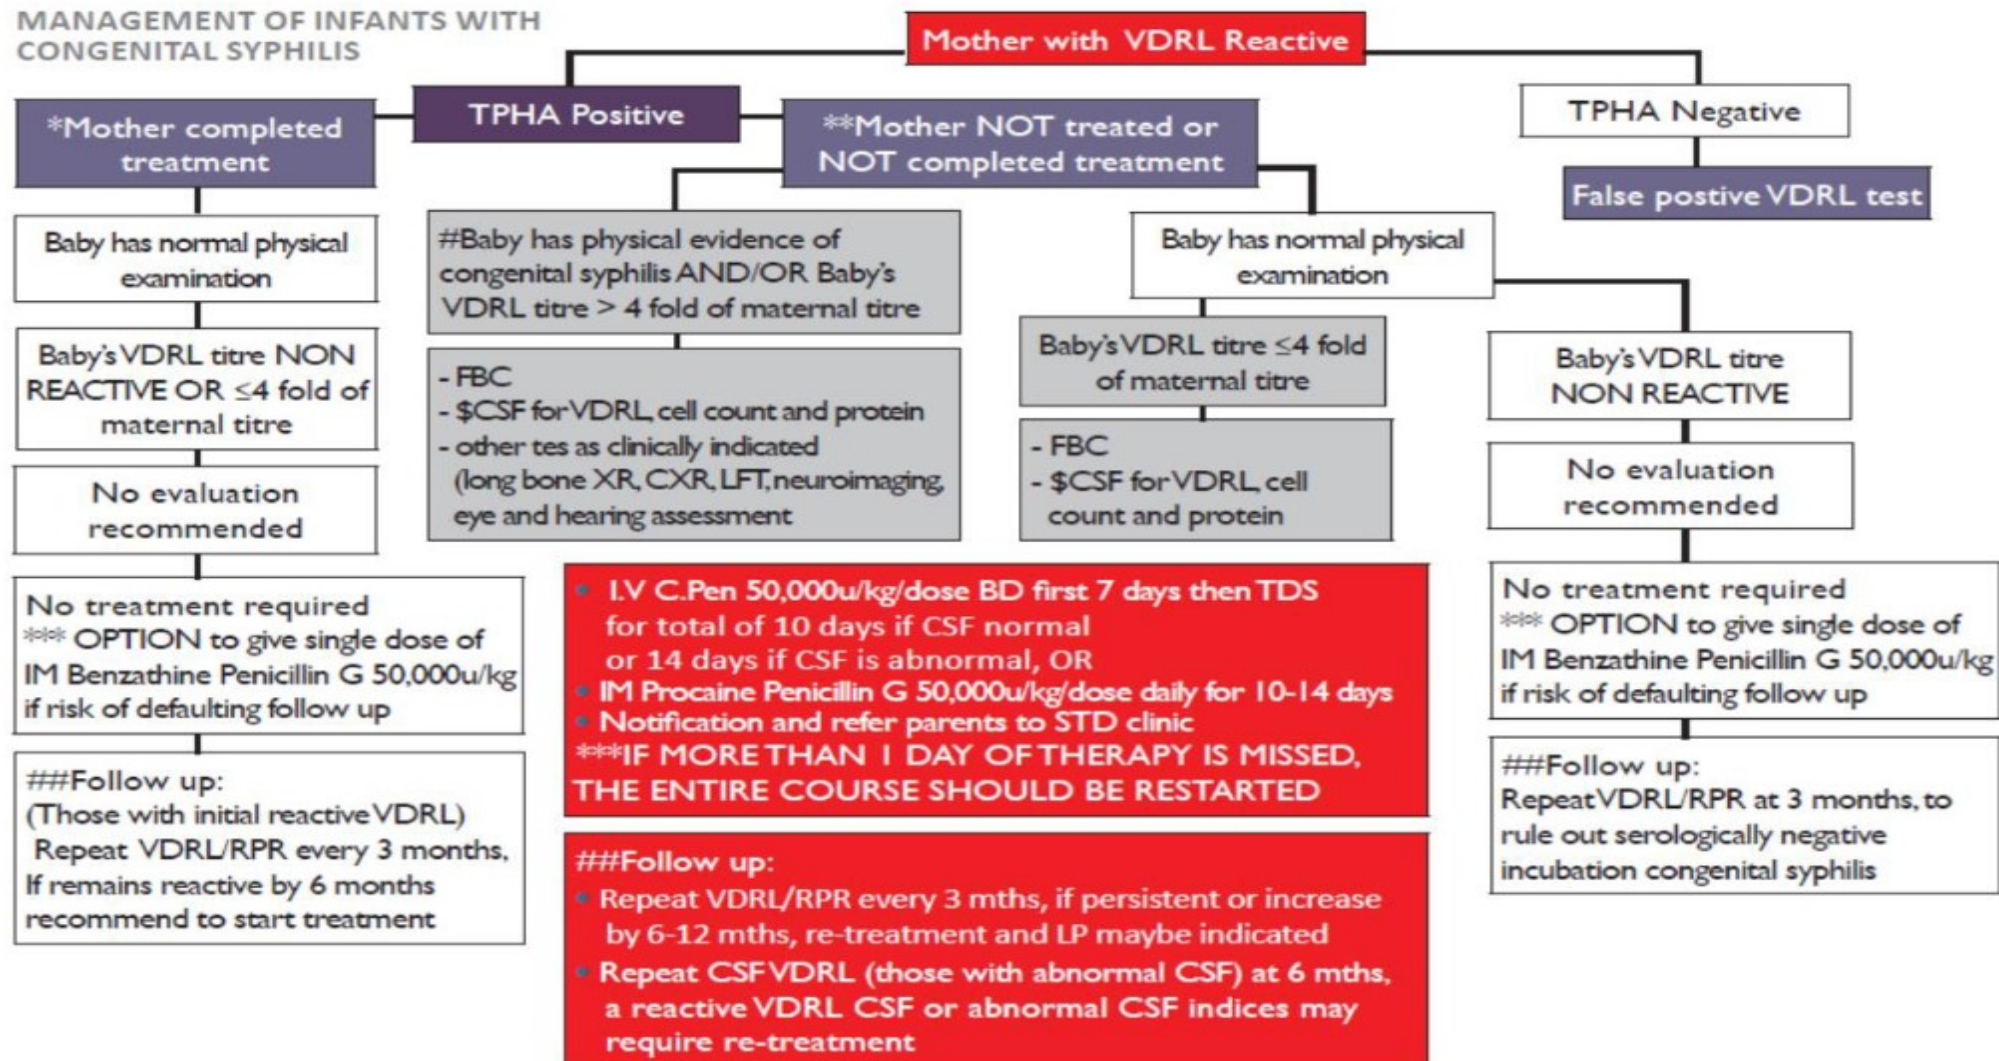 MANAGEMENT OF INFANTS WITH
CONGENITAL SYPHILIS
Mother with VDRL Reactive
TPHA Positive
TPHA Negative
False postive VDRL test
*Mother completed
treatment
**Mother NOT treated or
NOT completed treatment
Baby has normal physical
examination
Baby's VDRL titre NON
REACTIVE OR ≤4 fold of
maternal titre
No evaluation
recommended
No treatment required
*** OPTION to give single dose of
IM Benzathine Penicillin G 50,000u/kg
if risk of defaulting follow up
##Follow up:
(Those with initial reactive VDRL)
Repeat VDRL/RPR every 3 months,
If remains reactive by 6 months
recommend to start treatment
#Baby has physical evidence of
congenital syphilis AND/OR Baby's
VDRL titre > 4 fold of maternal titre
- FBC
- $CSF for VDRL, cell count and protein
- other tes as clinically indicated
(long bone XR, CXR, LFT, neuroimaging,
eye and hearing assessment
Baby has normal physical
examination
Baby's VDRL titre ≤4 fold
of maternal titre
- FBC
- $CSF for VDRL, cell
count and protein
• I.V C.Pen 50,000u/kg/dose BD first 7 days then TDS
for total of 10 days if CSF normal
or 14 days if CSF is abnormal, OR
• IM Procaine Penicillin G 50,000u/kg/dose daily for 10-14 days
• Notification and refer parents to STD clinic
***IF MORE THAN 1 DAY OF THERAPY IS MISSED,
THE ENTIRE COURSE SHOULD BE RESTARTED
##Follow up:
• Repeat VDRL/RPR every 3 mths, if persistent or increase
by 6-12 mths, re-treatment and LP maybe indicated
• Repeat CSF VDRL (those with abnormal CSF) at 6 mths,
a reactive VDRL CSF or abnormal CSF indices may
require re-treatment
Baby's VDRL titre
NON REACTIVE
No evaluation
recommended
No treatment required
*** OPTION to give single dose of
IM Benzathine Penicillin G 50,000u/kg
if risk of defaulting follow up
##Follow up:
Repeat VDRL/RPR at 3 months, to
rule out serologically negative
incubation congenital syphilis